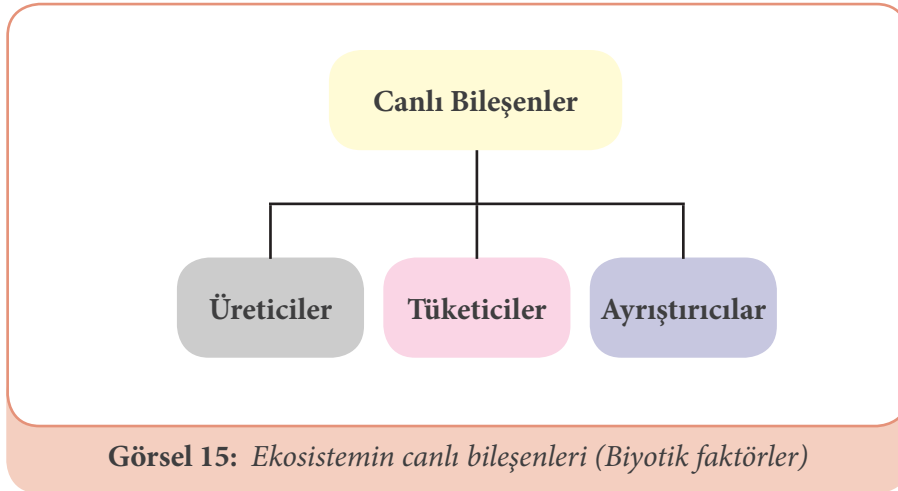 Canlı Bileşenler
Üreticiler
Tüketiciler
Ayrıştırıcılar
Görsel 15: Ekosistemin canlı bileşenleri (Biyotik faktörler)